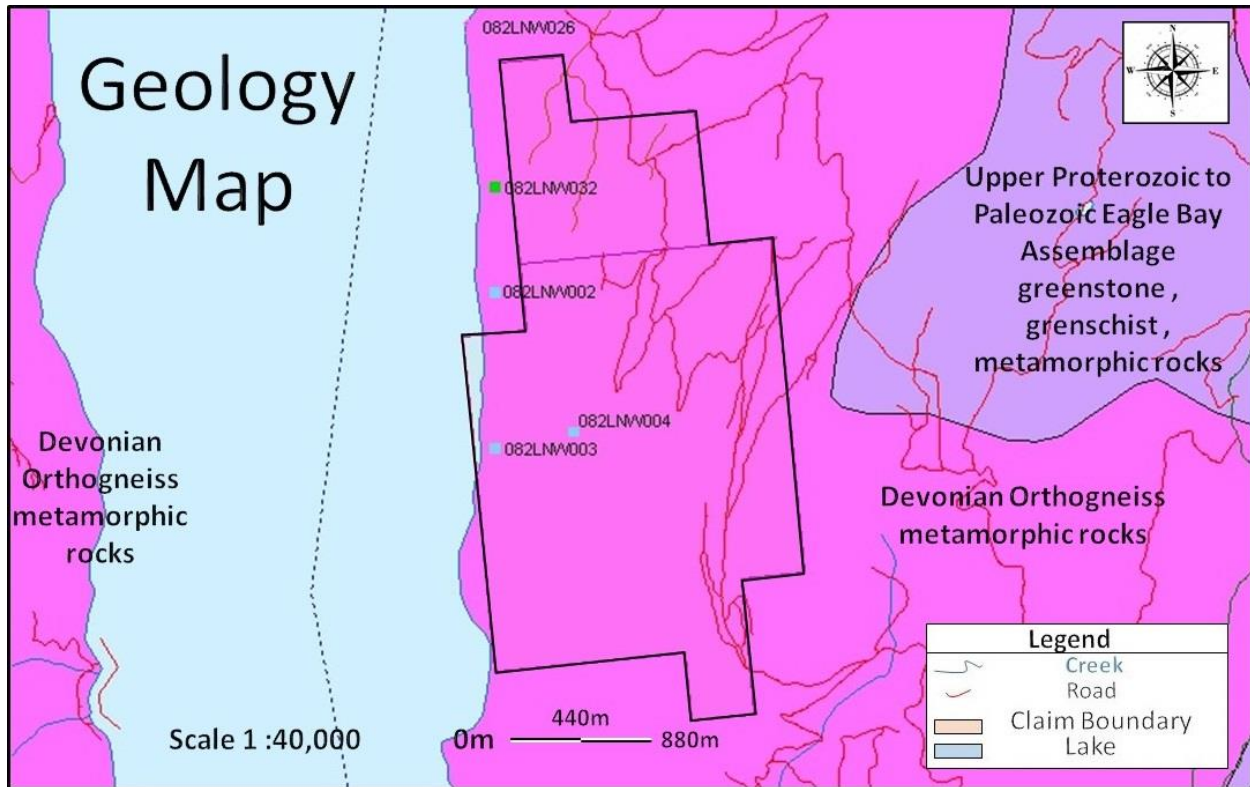 Geology
Map
082LNW026
N
W
E
S
082LNW032
Upper Proterozoic to
Paleozoic Eagle Bay
Assemblage
greenstone ,
grenschist ,
metamorphic rocks
082LNW002
082LNW004
082LNW003
Devonian
Orthogneiss
metamorphic
rocks
Devonian Orthogneiss
metamorphic rocks
Legend
Creek
Road
Claim Boundary
Lake
Scale 1 :40,000
0m
440m
880m